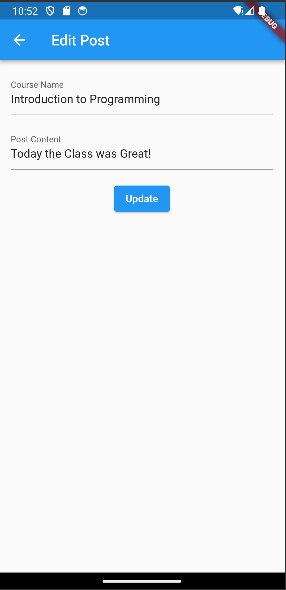 10:52
DEBUG
Edit Post
Course Name
Introduction to Programming
Post Content
Today the Class was Great!
Update